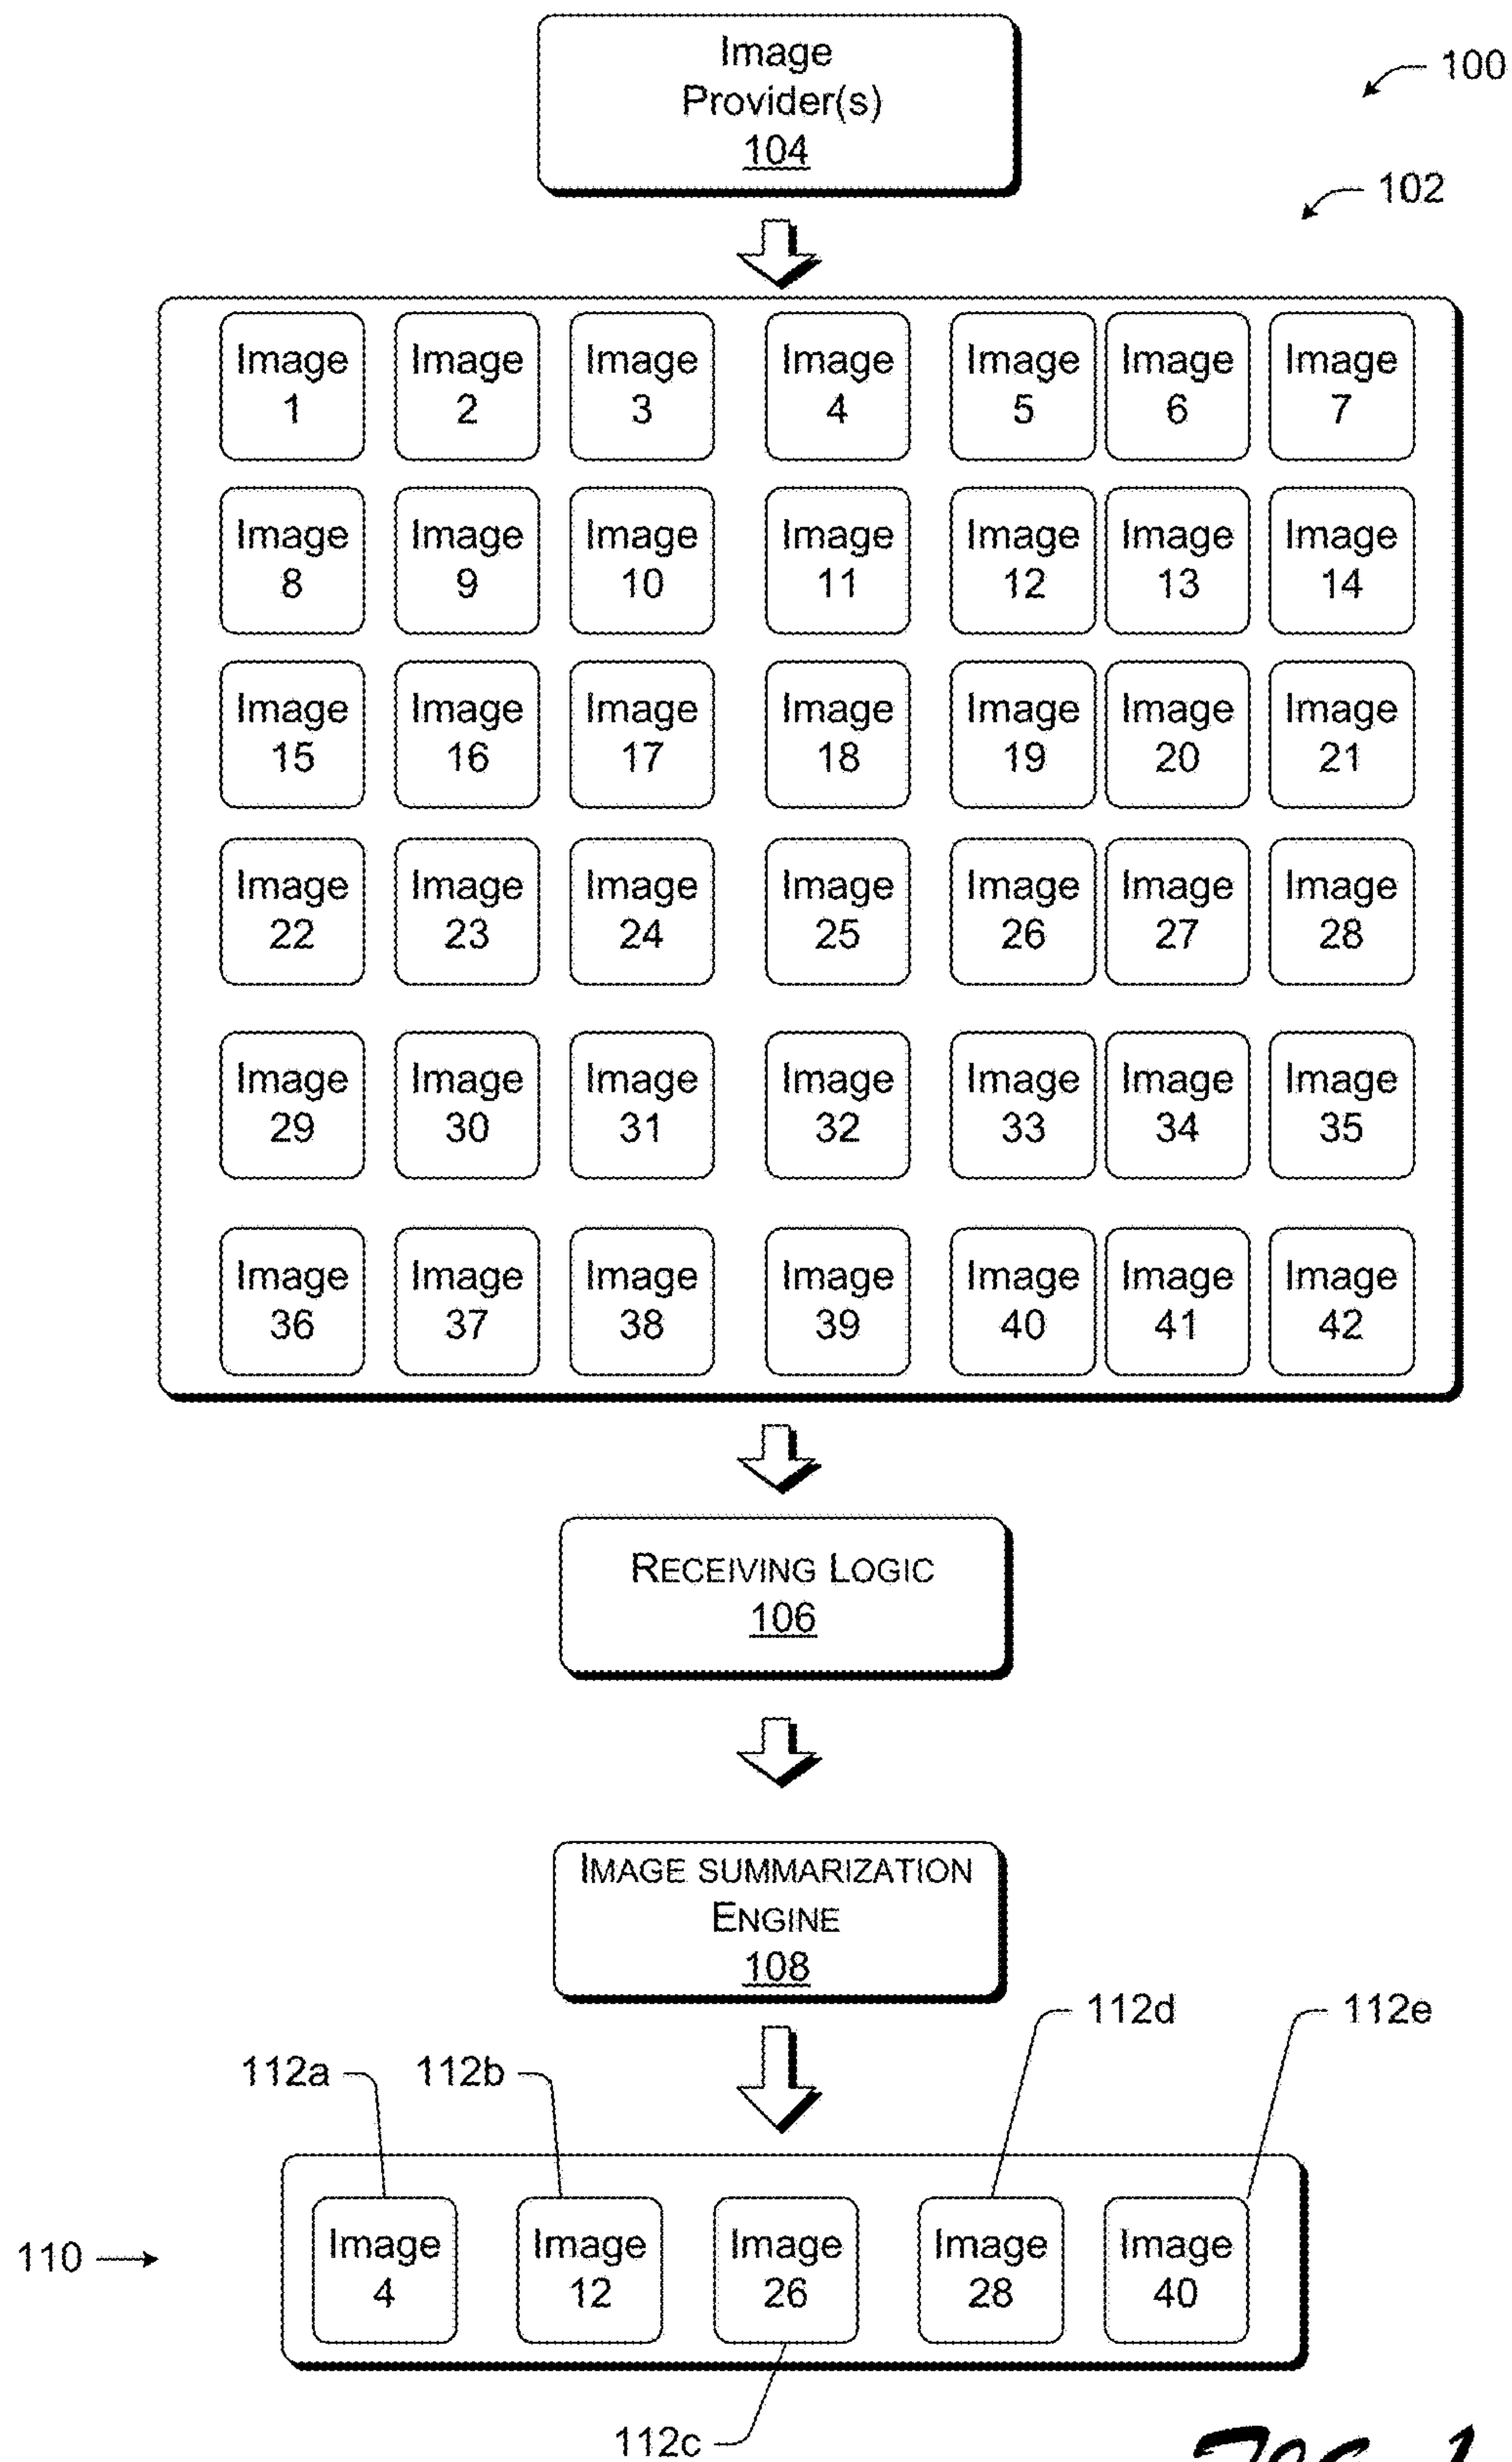 Image
Provider(s)
104
100
102
Image Image Image Image Image Image Image
1 2 3 4 5 6 7
Image Image Image Image Image Image Image
8 9 10 11 12 13 14
Image Image Image Image Image Image Image
15 16 17 18 19 20 21
Image Image Image Image Image Image Image
22 23 24 25 26 27 28
Image Image Image Image Image Image Image
29 30 31 32 33 34 35
Image Image Image Image Image Image Image
36 37 38 39 40 41 42
RECEIVING LOGIC
106
IMAGE SUMMARIZATION
ENGINE
108
112d 112e
112a 112b
Image Image Image Image Image
110
4 12 26 28 40
112c